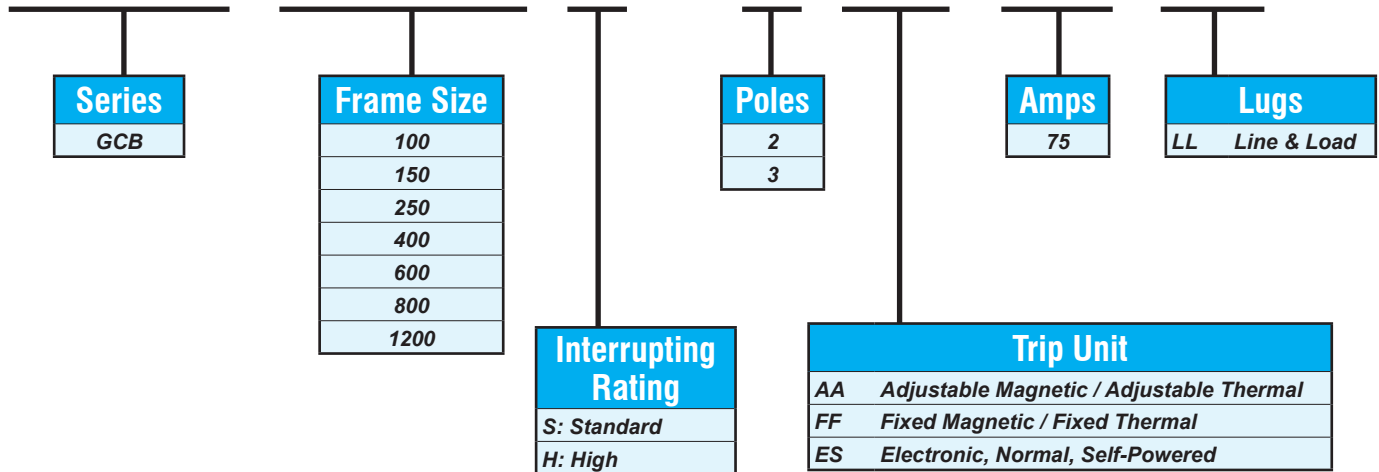 Series
GCB
Frame Size
100
150
250
400
600
800
1200
Interrupting
Rating
S: Standard
H: High
Poles
2
3
Trip Unit
AA Adjustable Magnetic / Adjustable Thermal
FF Fixed Magnetic / Fixed Thermal
ES Electronic, Normal, Self-Powered
Amps
75
Lugs
LL Line & Load